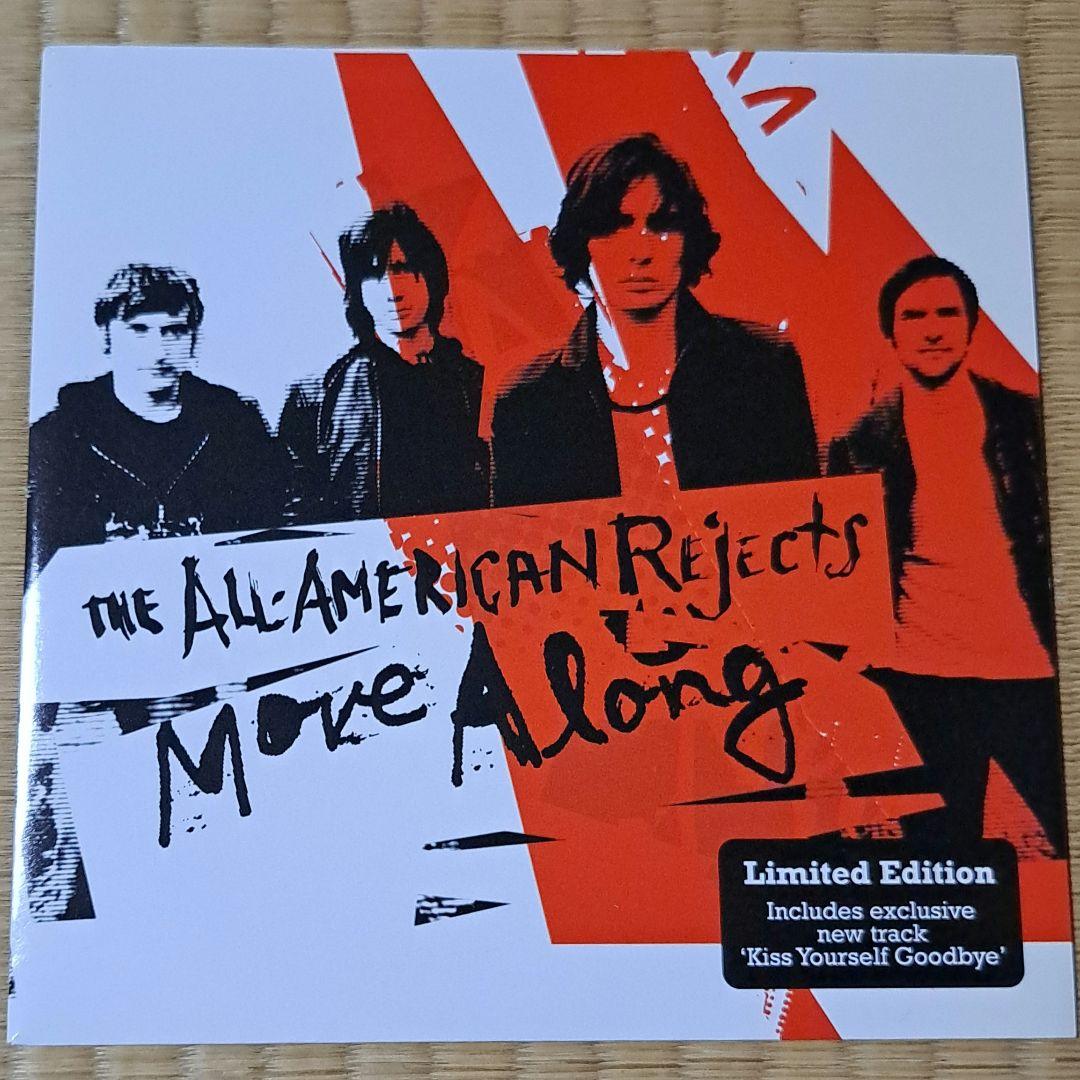 THE ALL-AMERICAN REJECTS
Move Along
Limited Edition
Includes exclusive
new track
‘Kiss Yourself Goodbye’